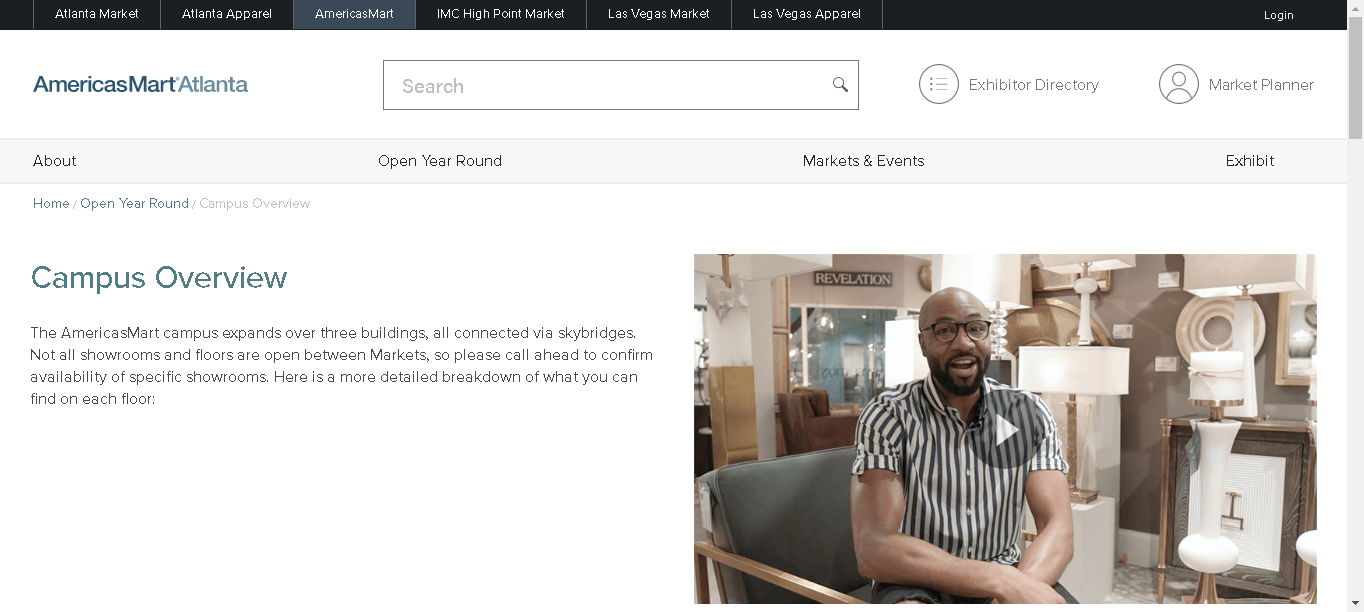 Atlanta Market
Atlanta Apparel
AmericasMart
IMC High Point Market
Las Vegas Market
Las Vegas Apparel
Login
AmericasMart Atlanta
Search
Exhibitor Directory
Market Planner
About
Open Year Round
Markets & Events
Exhibit
Home / Open Year Round / Campus Overview
Campus Overview
The AmericasMart campus expands over three buildings, all connected via skybridges.
Not all showrooms and floors are open between Markets, so please call ahead to confirm
availability of specific showrooms. Here is a more detailed breakdown of what you can
find on each floor:
REVELATION